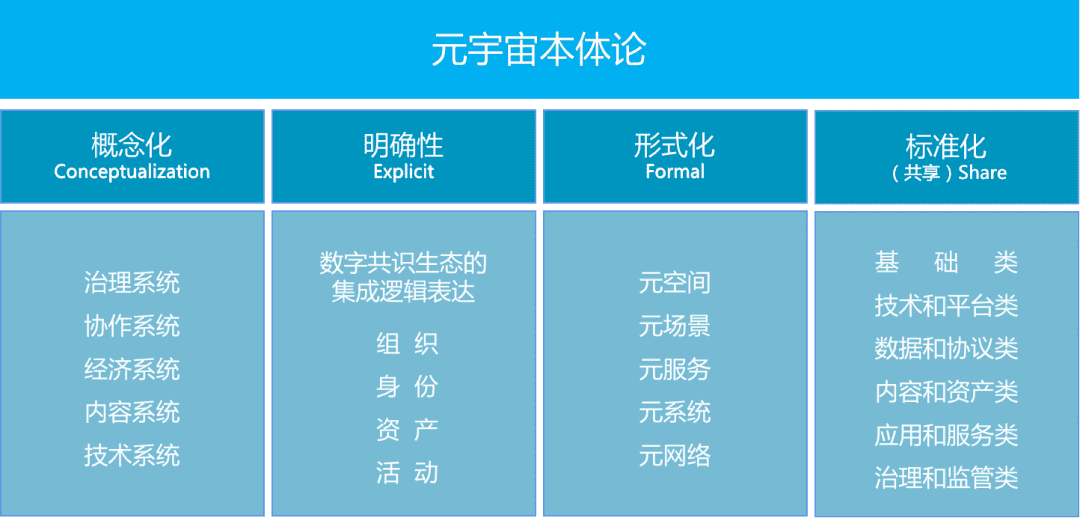 元宇宙本体论
概念化
Conceptualization
治理系统
协作系统
经济系统
内容系统
技术系统
明确性
Explicit
数字共识生态的
集成逻辑表达
组 织
身 份
资 产
活 动
形式化
Formal
元空间
元场景
元服务
元系统
元网络
标准化
（共享）Share
基 础 类
技术和平台类
数据和协议类
内容和资产类
应用和服务类
治理和监管类